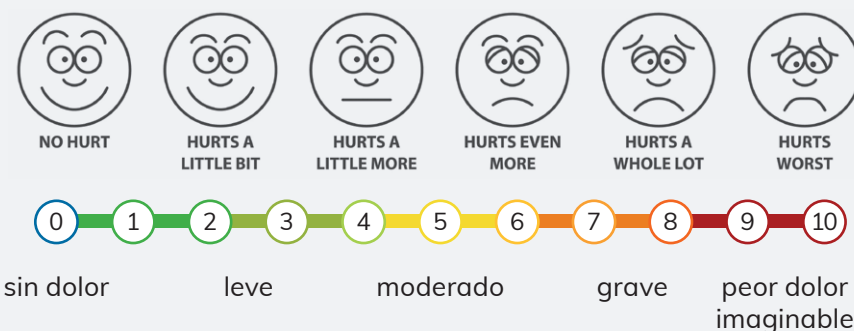 NO HURT
HURTS A
LITTLE BIT
HURTS A
LITTLE MORE
HURTS EVEN
MORE
HURTS A
WHOLE LOT
HURTS
WORST
0 1 2 3 4 5 6 7 8 9 10
sin dolor
leve
moderado
grave
peor dolor
imaginable